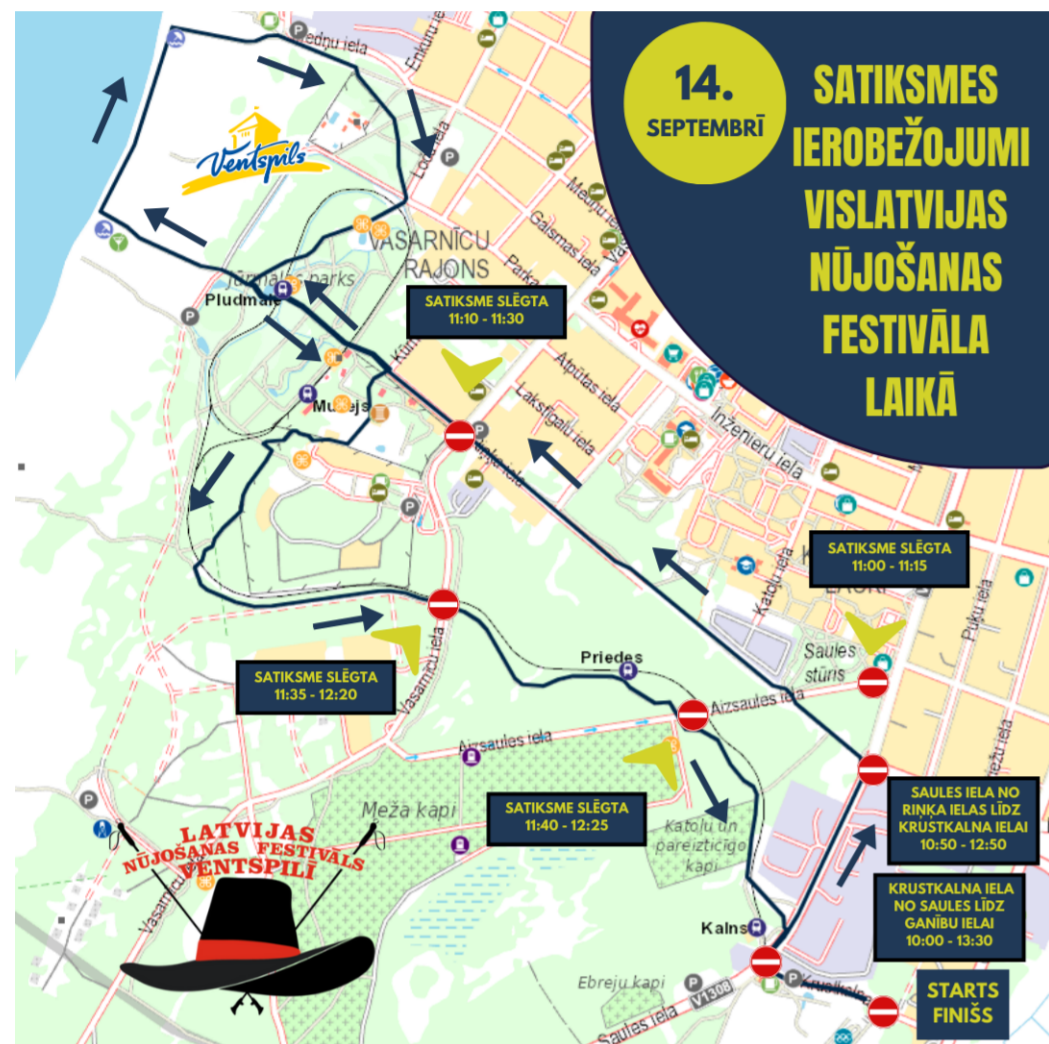 14.
SEPTEMBRĪ
SATIKSMES
IEROBEŽOJUMI
VISLATVIJAS
NŪJOŠANAS
FESTIVĀLA
LAIKĀ
Ventspils
Enkuru iela
Lodu iela
Medņu iela
Gaismas iela
VASARNĪCU
RAJONS
Jūrmalas parks
Pludmale
SATIKSME SLĒGTA
11:10 - 11:30
Atpūtas iela
Lakstīgalu iela
Inženieru iela
SATIKSME SLĒGTA
11:00 - 11:15
Katoļu iela
Puķu iela
Saules
stūris
Priedes
Aizsaules iela
Vasarnīcu iela
SATIKSME SLĒGTA
11:35 - 12:20
Aizsaules iela
SATIKSME SLĒGTA
11:40 - 12:25
Meža kapi
Katoļu un
pareizticīgo
kapi
SAULES IELA NO
RIŅĶA IELAS LĪDZ
KRUSTKALNA IELAI
10:50 - 12:50
KRUSTKALNA IELA
NO SAULES LĪDZ
GANĪBU IELAI
10:00 - 13:30
LATVIJAS
NŪJOŠANAS FESTIVĀLS
VENTSPILĪ
Kalns
Ebreju kapi
V1308
Saules iela
STARTS
FINIŠS